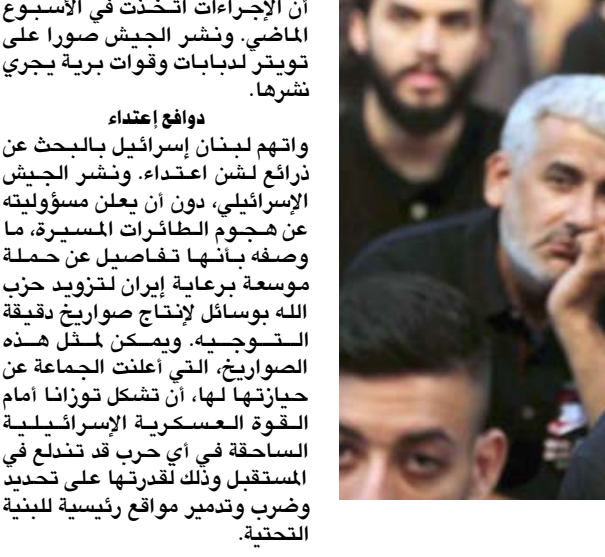 أن الإجراءات اتخذت في الأسبوع
الماضي. ونشر الجيش صورا على
تويتر لدبابات وقوات برية يجري
نشرها.
دوافع إعتداء
واتهم لبنان إسرائيل بالبحث عن
ذرائع لشن اعتداء. ونشر الجيش
الإسرائيلي، دون أن يعلن مسؤوليته
عن هجوم الطائرات المسيرة، ما
وصفه بأنها تفاصيل عن حملة
موسعة برعاية إيران لتزويد حزب
الله بوسائل لإنتاج صواريخ دقيقة
التوجيه. ويمكن لمثل هذه
الصواريخ، التي أعلنت الجماعة عن
حيازتها لها، أن تشكل توزانا أمام
القوة العسكرية الإسرائيلية
الساحقة في أي حرب قد تندلع في
المستقبل وذلك لقدرتها على تحديد
وضرب وتدمير مواقع رئيسية للبنية
التحتية.